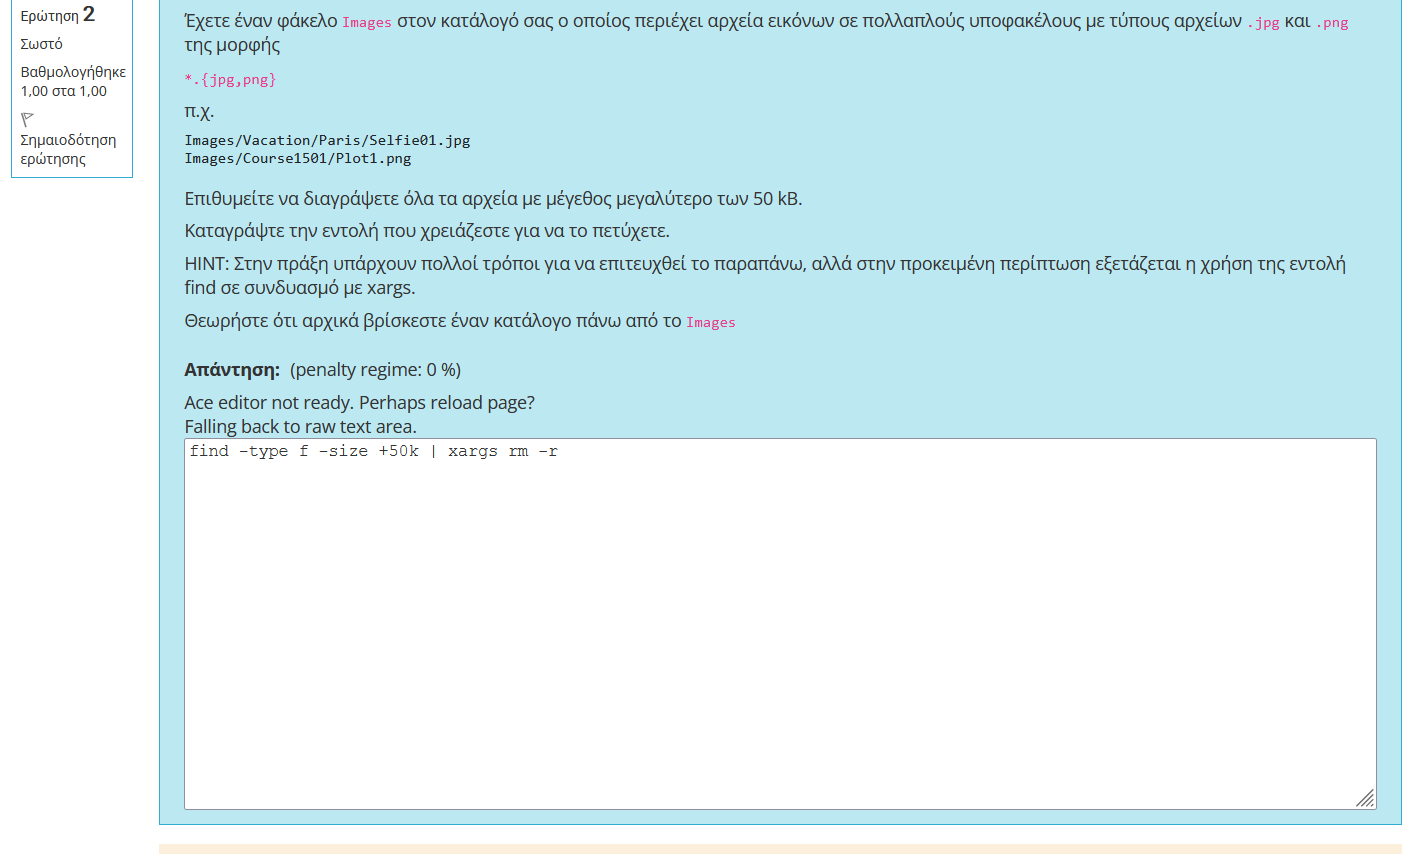 Ερώτηση 2
Σωστό
Βαθμολογήθηκε
1,00 στα 1,00
Σημαιοδότηση
ερώτησης
Έχετε έναν φάκελο Images στον κατάλογό σας ο οποίος περιέχει αρχεία εικόνων σε πολλαπλούς υποφακέλους με τύπους αρχείων .jpg και .png
της μορφής
*.{jpg,png}
π.χ.
Images/Vacation/Paris/Selfie01.jpg
Images/Course1501/Plot1.png
Επιθυμείτε να διαγράψετε όλα τα αρχεία με μέγεθος μεγαλύτερο των 50 kB.
Καταγράψτε την εντολή που χρειάζεστε για να το πετύχετε.
HINT: Στην πράξη υπάρχουν πολλοί τρόποι για να επιτευχθεί το παραπάνω, αλλά στην προκειμένη περίπτωση εξετάζεται η χρήση της εντολή
find σε συνδυασμό με xargs.
Θεωρήστε ότι αρχικά βρίσκεστε έναν κατάλογο πάνω από το Images
Απάντηση: (penalty regime: 0 %)
Ace editor not ready. Perhaps reload page?
Falling back to raw text area.
find -type f -size +50k | xargs rm -r